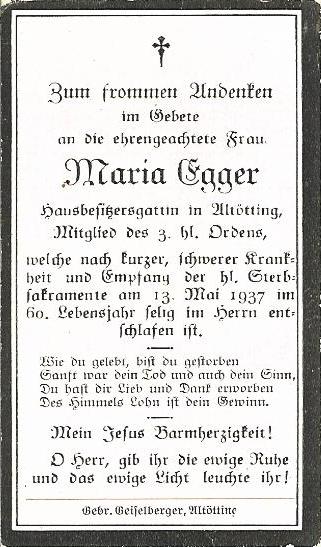 Zum frommen Andenken
im Gebete
an die ehrengeachtete Frau
Maria Egger
Hausbesitzersgattin in Altötting,
Mitglied des 3. hl. Ordens,
welche nach kurzer, schwerer Krank-
heit und Empfang der hl. Sterb-
sakramente am 13. Mai 1937 im
60. Lebensjahr selig im Herrn ent-
schlafen ist.
Wie du gelebt, bist du gestorben
Sanft war dein Tod und auch dein Sinn,
Du hast dir Lieb und Dank erworben
Des Himmels Lohn ist dein Gewinn.
Mein Jesus Barmherzigkeit!
O Herr, gib ihr die ewige Ruhe
und das ewige Licht leuchte ihr!
Gebr. Geiselberger, Altötting